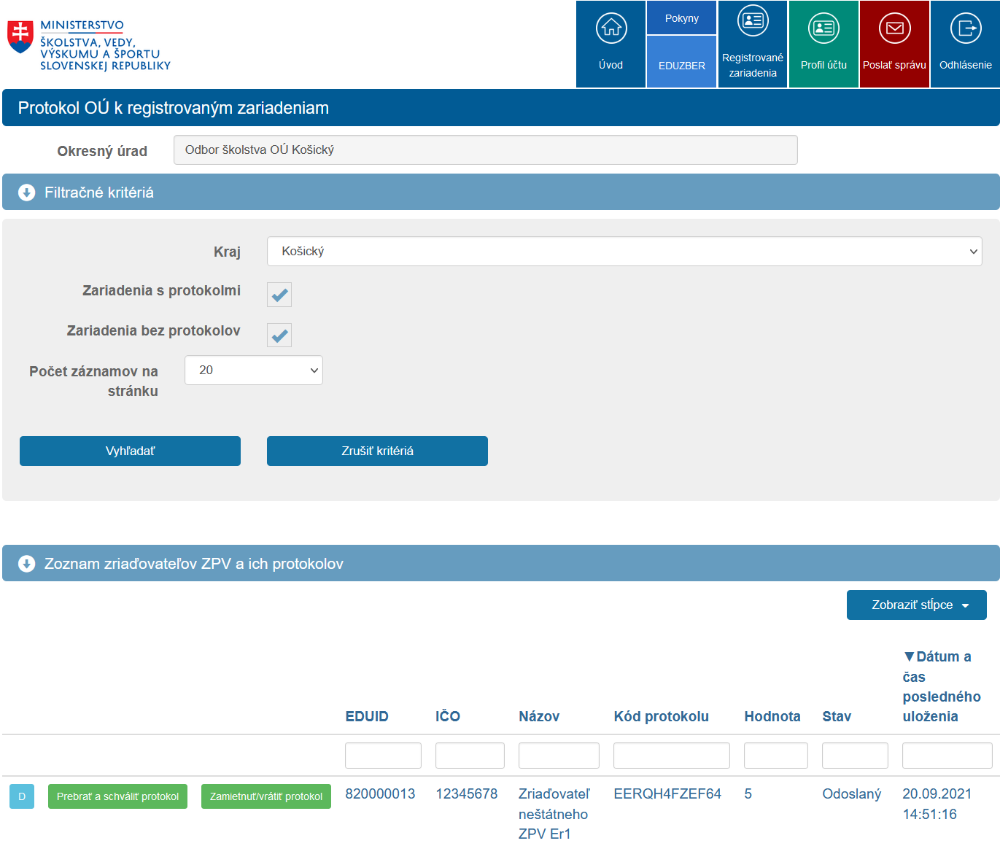 MINISTERSTVO
ŠKOLSTVA, VEDY,
VÝSKUMU A ŠPORTU
SLOVENSKEJ REPUBLIKY
Úvod
Pokyny
EDUZBER
Registrované
zariadenia
Profil účtu
Poslať správu
Odhlásenie
Protokol OÚ k registrovaným zariadeniam
Okresný úrad
Odbor školstva OÚ Košický
Filtračné kritériá
Kraj
Košický
Zariadenia s protokolmi
Zariadenia bez protokolov
Počet záznamov na
stránku
20
Vyhľadať
Zrušiť kritériá
Zoznam zriaďovateľov ZPV a ich protokolov
Zobraziť stĺpce
EDUID IČO Názov Kód protokolu Hodnota Stav ▼Dátum a
čas
posledného
uloženia
D Prebrať a schváliť protokol Zamietnuť/vrátiť protokol 820000013 12345678 Zriaďovateľ EERQH4FZEF64 5 Odoslaný 20.09.2021
neštátneho 14:51:16
ZPV Er1